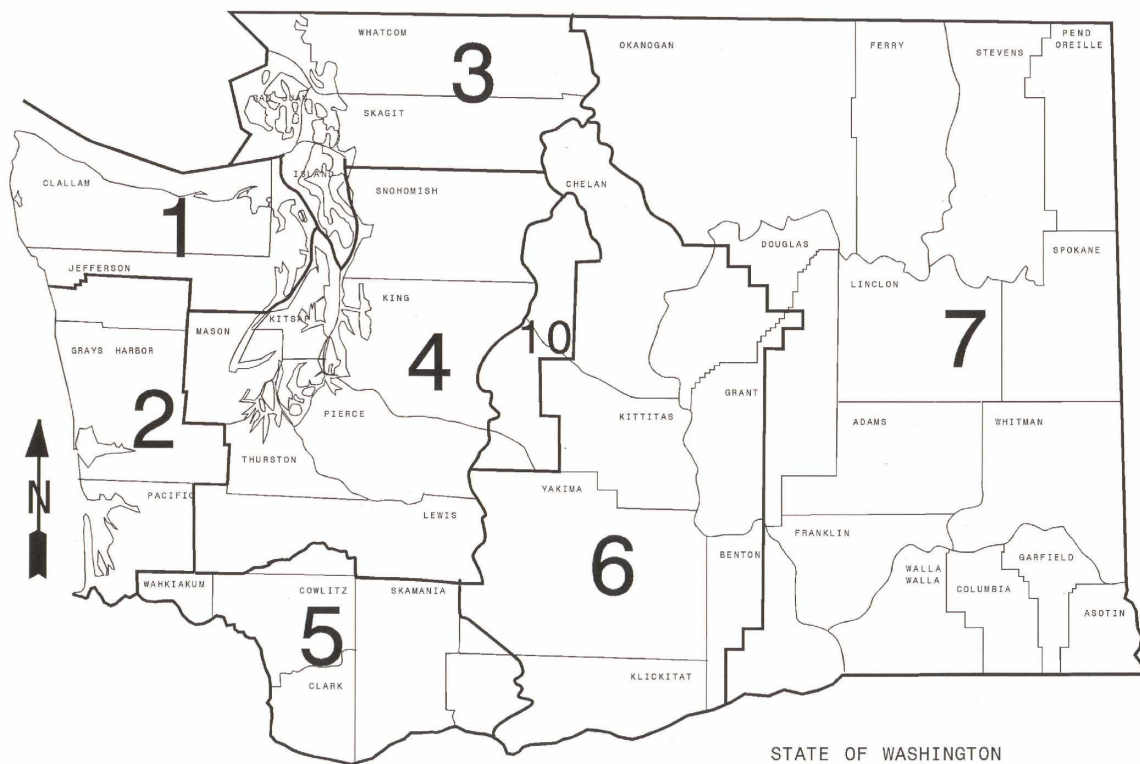 WHATCOM
OKANOGAN
FERRY
STEVENS
PEND
OREILLE
3
SAN JUAN
SKAGIT
ISLAND
CLALLAM
SNOHOMISH
CHELAN
1
DOUGLAS
SPOKANE
JEFFERSON
LINCLON
KING
KITSAP
MASON
10
7
GRAYS HARBOR
4
GRANT
2
PIERCE
KITTITAS
ADAMS
WHITMAN
THURSTON
N
PACIFIC
YAKIMA
LEWIS
FRANKLIN
BENTON
GARFIELD
6
WALLA
WALLA
WAHKIAKUM
COWLITZ
SKAMANIA
COLUMBIA
ASOTIN
5
KLICKITAT
CLARK
STATE OF WASHINGTON